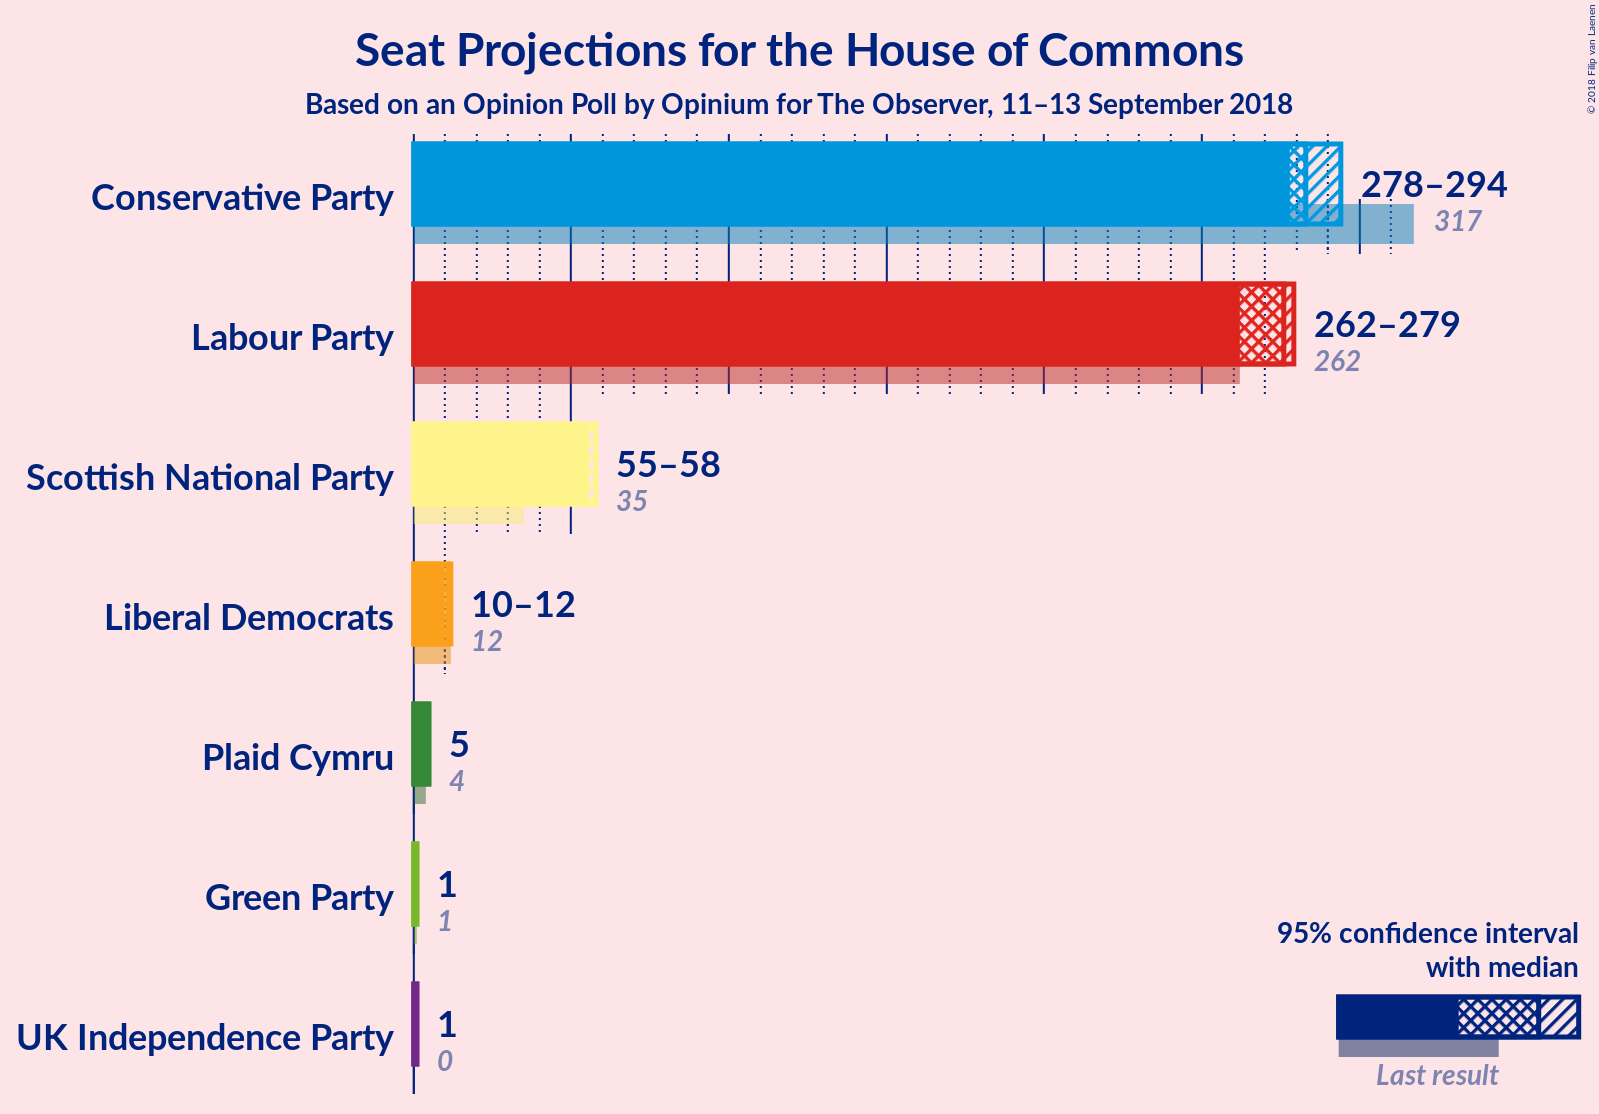 Seat Projections for the House of Commons
Based on an Opinion Poll by Opinium for The Observer, 11–13 September 2018
© 2018 Filip van Laenen
Conservative Party
278–294
317
Labour Party
262–279
262
Scottish National Party
55–58
35
Liberal Democrats
10–12
12
Plaid Cymru
5
4
Green Party
1
1
UK Independence Party
1
0
95% confidence interval
with median
Last result